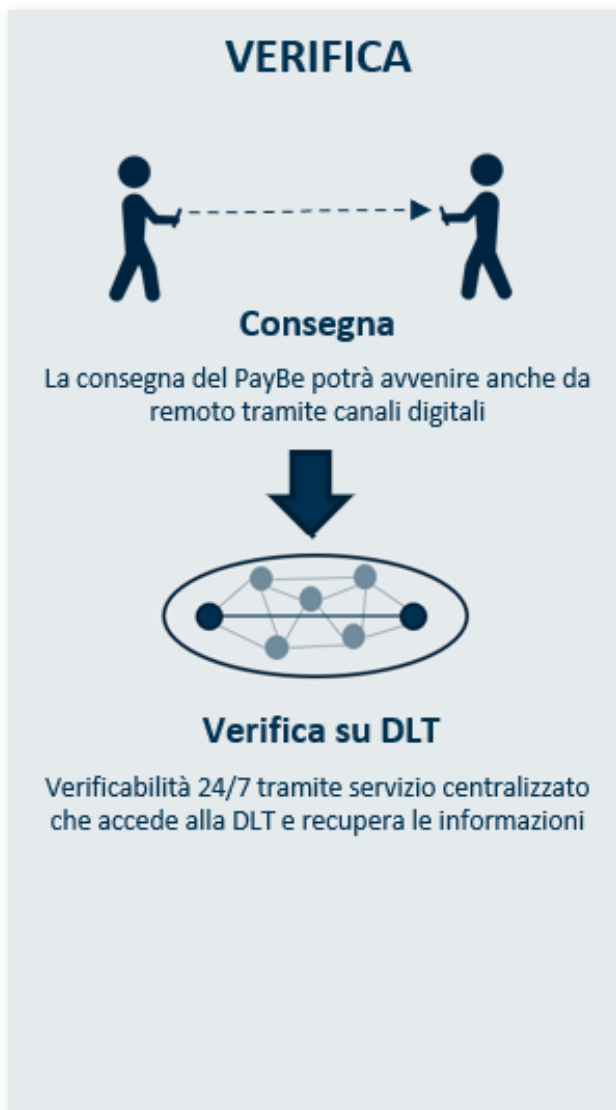 VERIFICA
Consegna
La consegna del PayBe potrà avvenire anche da
remoto tramite canali digitali
Verifica su DLT
Verificabilità 24/7 tramite servizio centralizzato
che accede alla DLT e recupera le informazioni